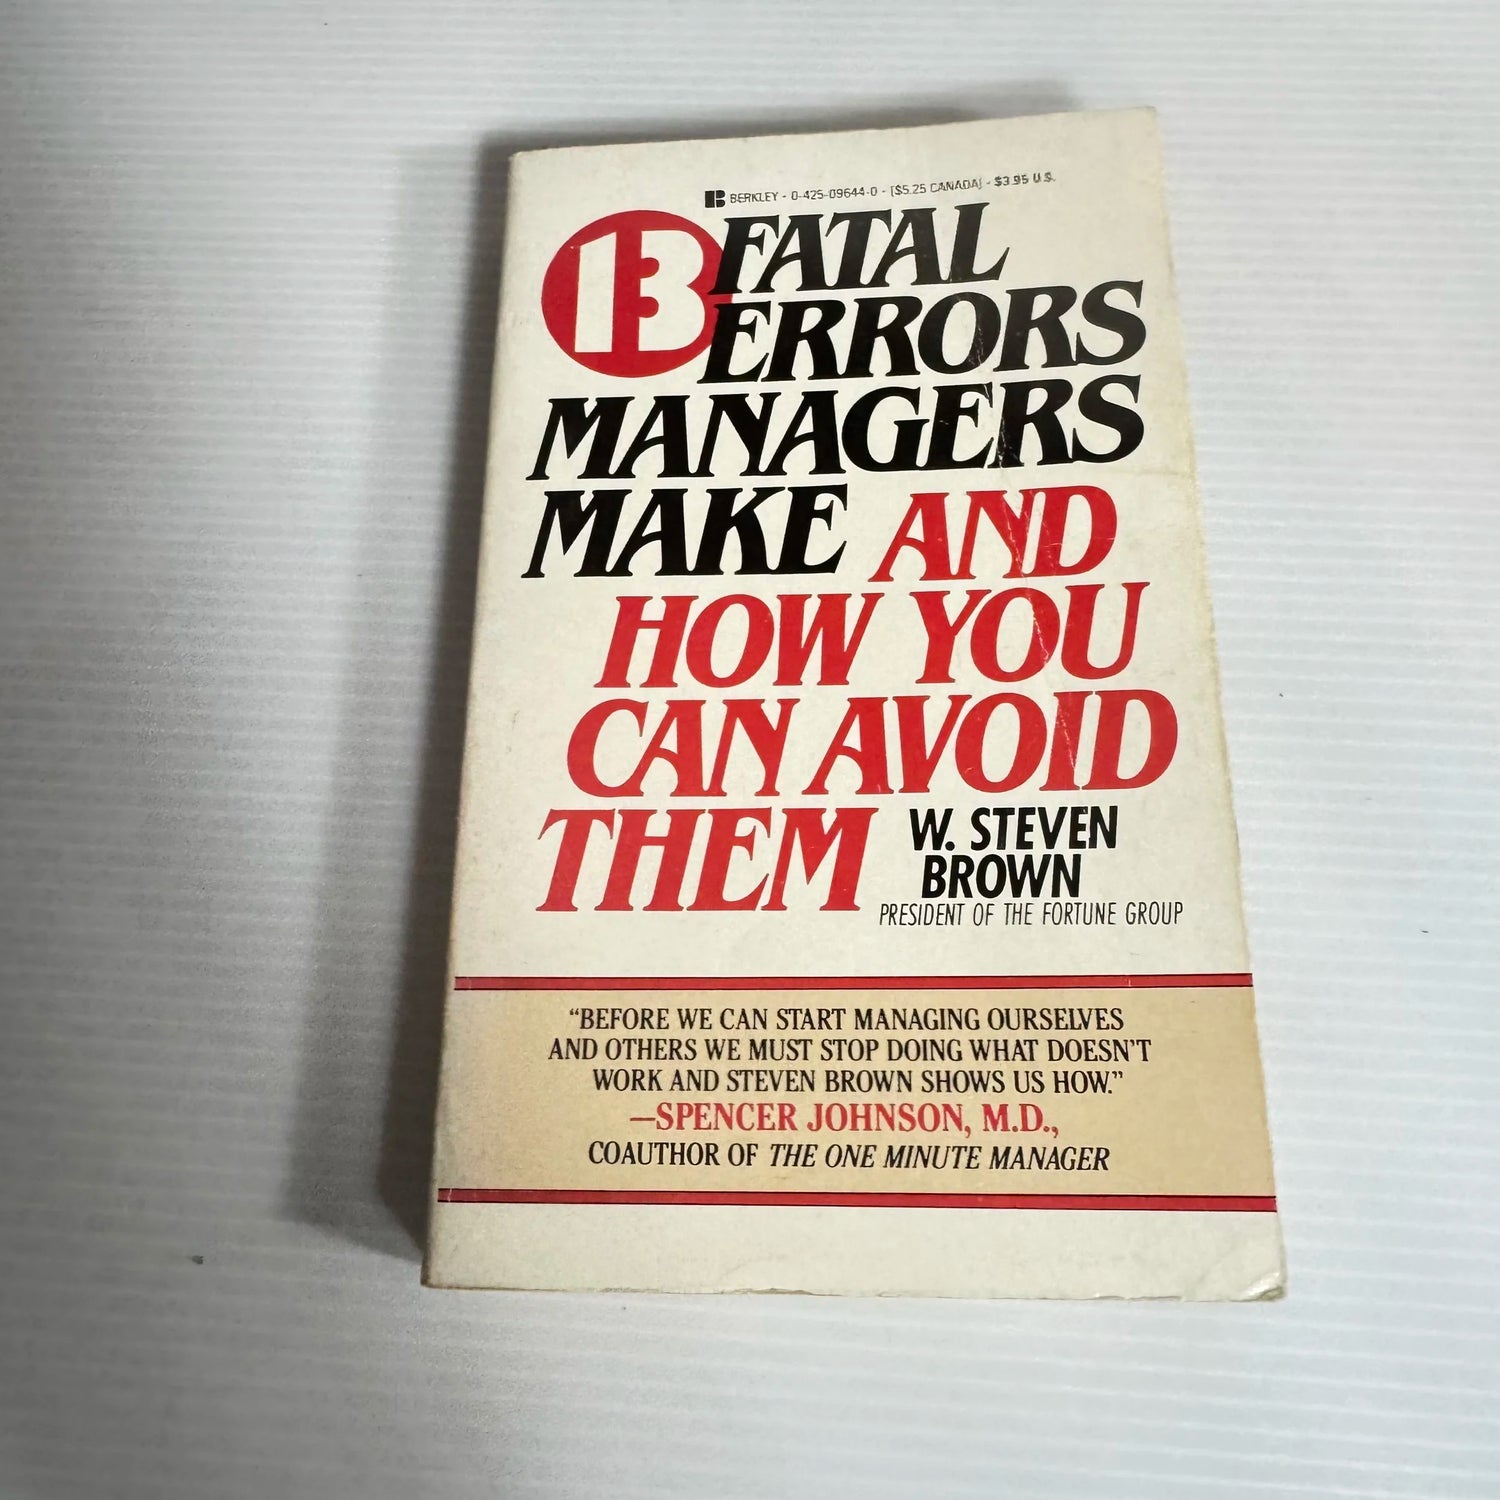 BERKLEY • 0-425-09644-0 • [$5.25 CANADA] • $3.95 U.S.
13 FATAL
ERRORS
MANAGERS
MAKE AND
HOW YOU
CAN AVOID
THEM
W. STEVEN
BROWN
PRESIDENT OF THE FORTUNE GROUP
“BEFORE WE CAN START MANAGING OURSELVES
AND OTHERS WE MUST STOP DOING WHAT DOESN'T
WORK AND STEVEN BROWN SHOWS US HOW.”
—SPENCER JOHNSON, M.D.,
COAUTHOR OF THE ONE MINUTE MANAGER